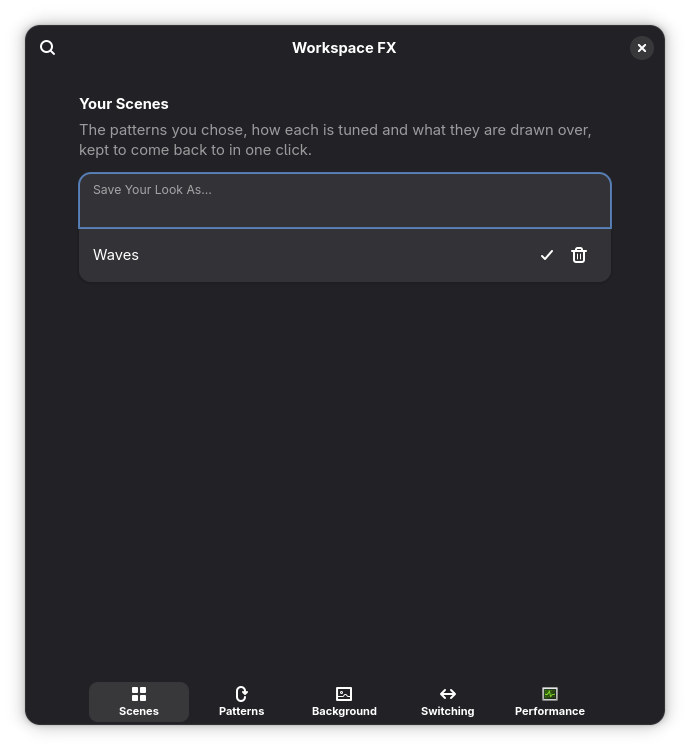 Workspace FX
Your Scenes
The patterns you chose, how each is tuned and what they are drawn over,
kept to come back to in one click.
Save Your Look As...
Waves
Scenes
Patterns
Background
Switching
Performance